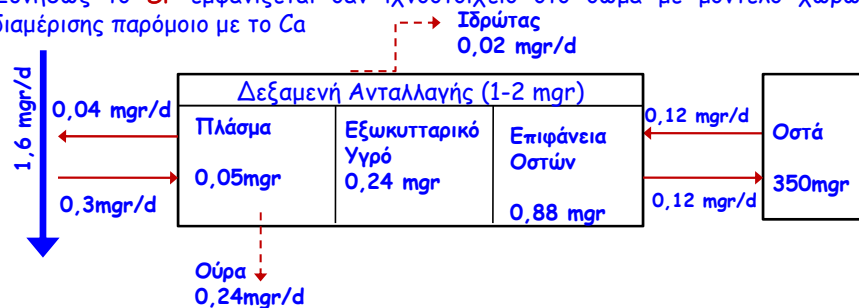 διαμέρισης παρόμοιο με το Ca
Ιδρώτας
0,02 mgr/d
1,6 mgr/d
Δεξαμενή Ανταλλαγής (1-2 mgr)
0,04 mgr/d
0,3mgr/d
Πλάσμα
0,05mgr
Εξωκυτταρικό
Υγρό
0,24 mgr
Επιφάνεια
Οστών
0,88 mgr
0,12 mgr/d
0,12 mgr/d
Οστά
350mgr
Ούρα
0,24mgr/d